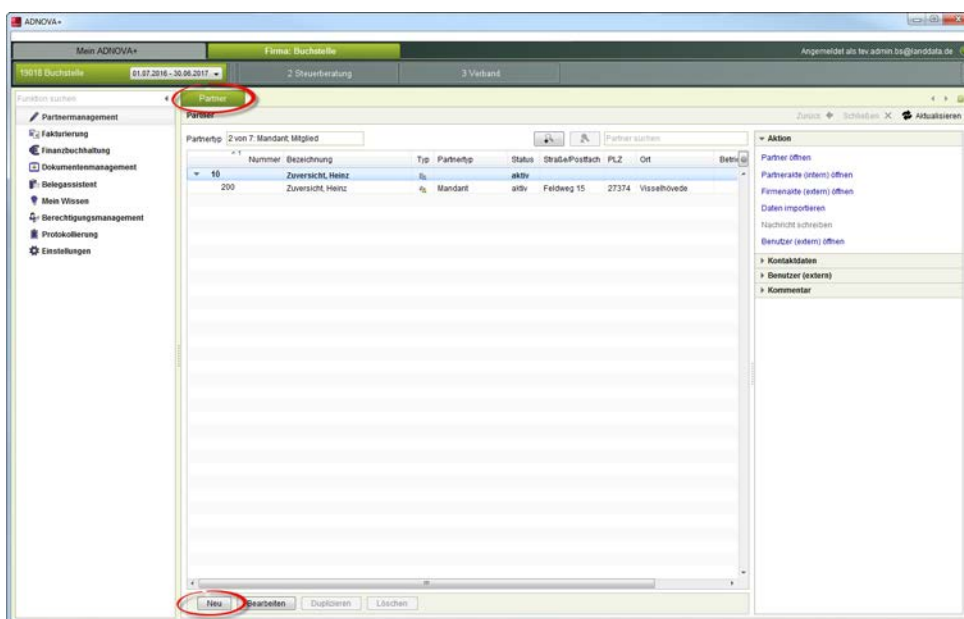 ADNOVA+
Mein ADNOVA+ Firma: Buchstelle Angemeldet als tev.admin.bs@landdata.de
19018 Buchstelle 01.07.2016 - 30.06.2017 2 Steuerberatung 3 Verband
Funktion suchen Partner
Partnermanagement Partner Zurück Schließen Aktualisieren
Fakturierung Partnertyp 2 von 7: Mandant; Mitglied Partner suchen Aktion
Finanzbuchhaltung Nummer Bezeichnung Typ Partnertyp Status Straße/Postfach PLZ Ort Partner öffnen
Dokumentenmanagement 10 Zuversicht, Heinz aktiv Partnerakte (intern) öffnen
Belegassistent 200 Zuversicht, Heinz Mandant aktiv Feldweg 15 27374 Visselhövede Firmenakte (extern) öffnen
Mein Wissen Daten importieren
Berechtigungsmanagement Nachricht schreiben
Protokollierung Benutzer (extern) öffnen
Einstellungen Kontaktdaten
Benutzer (extern)
Kommentar
Neu Bearbeiten Duplizieren Löschen